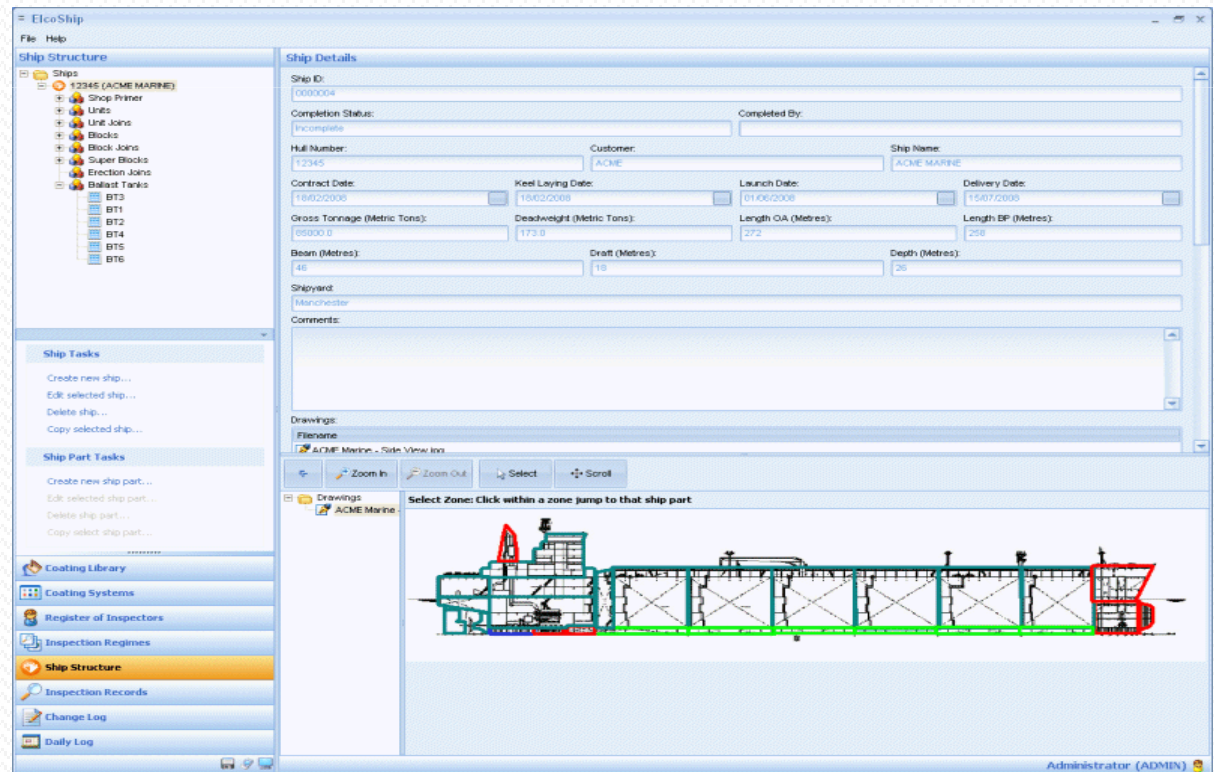 ElcoShip
File Help
Ship Structure
Ships
12345 (ACME MARINE)
Shop Primer
Units
Unit Joins
Blocks
Block Joins
Super Blocks
Erection Joins
Ballast Tanks
BT3
BT1
BT2
BT4
BT5
BT6
Ship Tasks
Create new ship...
Edit selected ship...
Delete ship...
Copy selected ship...
Ship Part Tasks
Create new ship part...
Edit selected ship part...
Delete ship part...
Copy select ship part...
Coating Library
Coating Systems
Register of Inspectors
Inspection Regimes
Ship Structure
Inspection Records
Change Log
Daily Log
Ship Details
Ship ID:
0000004
Completion Status: Completed By:
Incomplete
Hull Number: Customer: Ship Name:
12345 ACME ACME MARINE
Contract Date: Keel Laying Date: Launch Date: Delivery Date:
18/02/2008 18/02/2008 01/06/2008 15/07/2008
Gross Tonnage (Metric Tons): Deadweight (Metric Tons): Length OA (Metres): Length BP (Metres):
85000.0 173.0 272 258
Beam (Metres): Draft (Metres): Depth (Metres):
46 18 26
Shipyard:
Manchester
Comments:
Drawings:
Filename
ACME Marine - Side View.jpg
Zoom In Zoom Out Select Scroll
Drawings
ACME Marine -
Select Zone: Click within a zone jump to that ship part
Administrator (ADMIN)